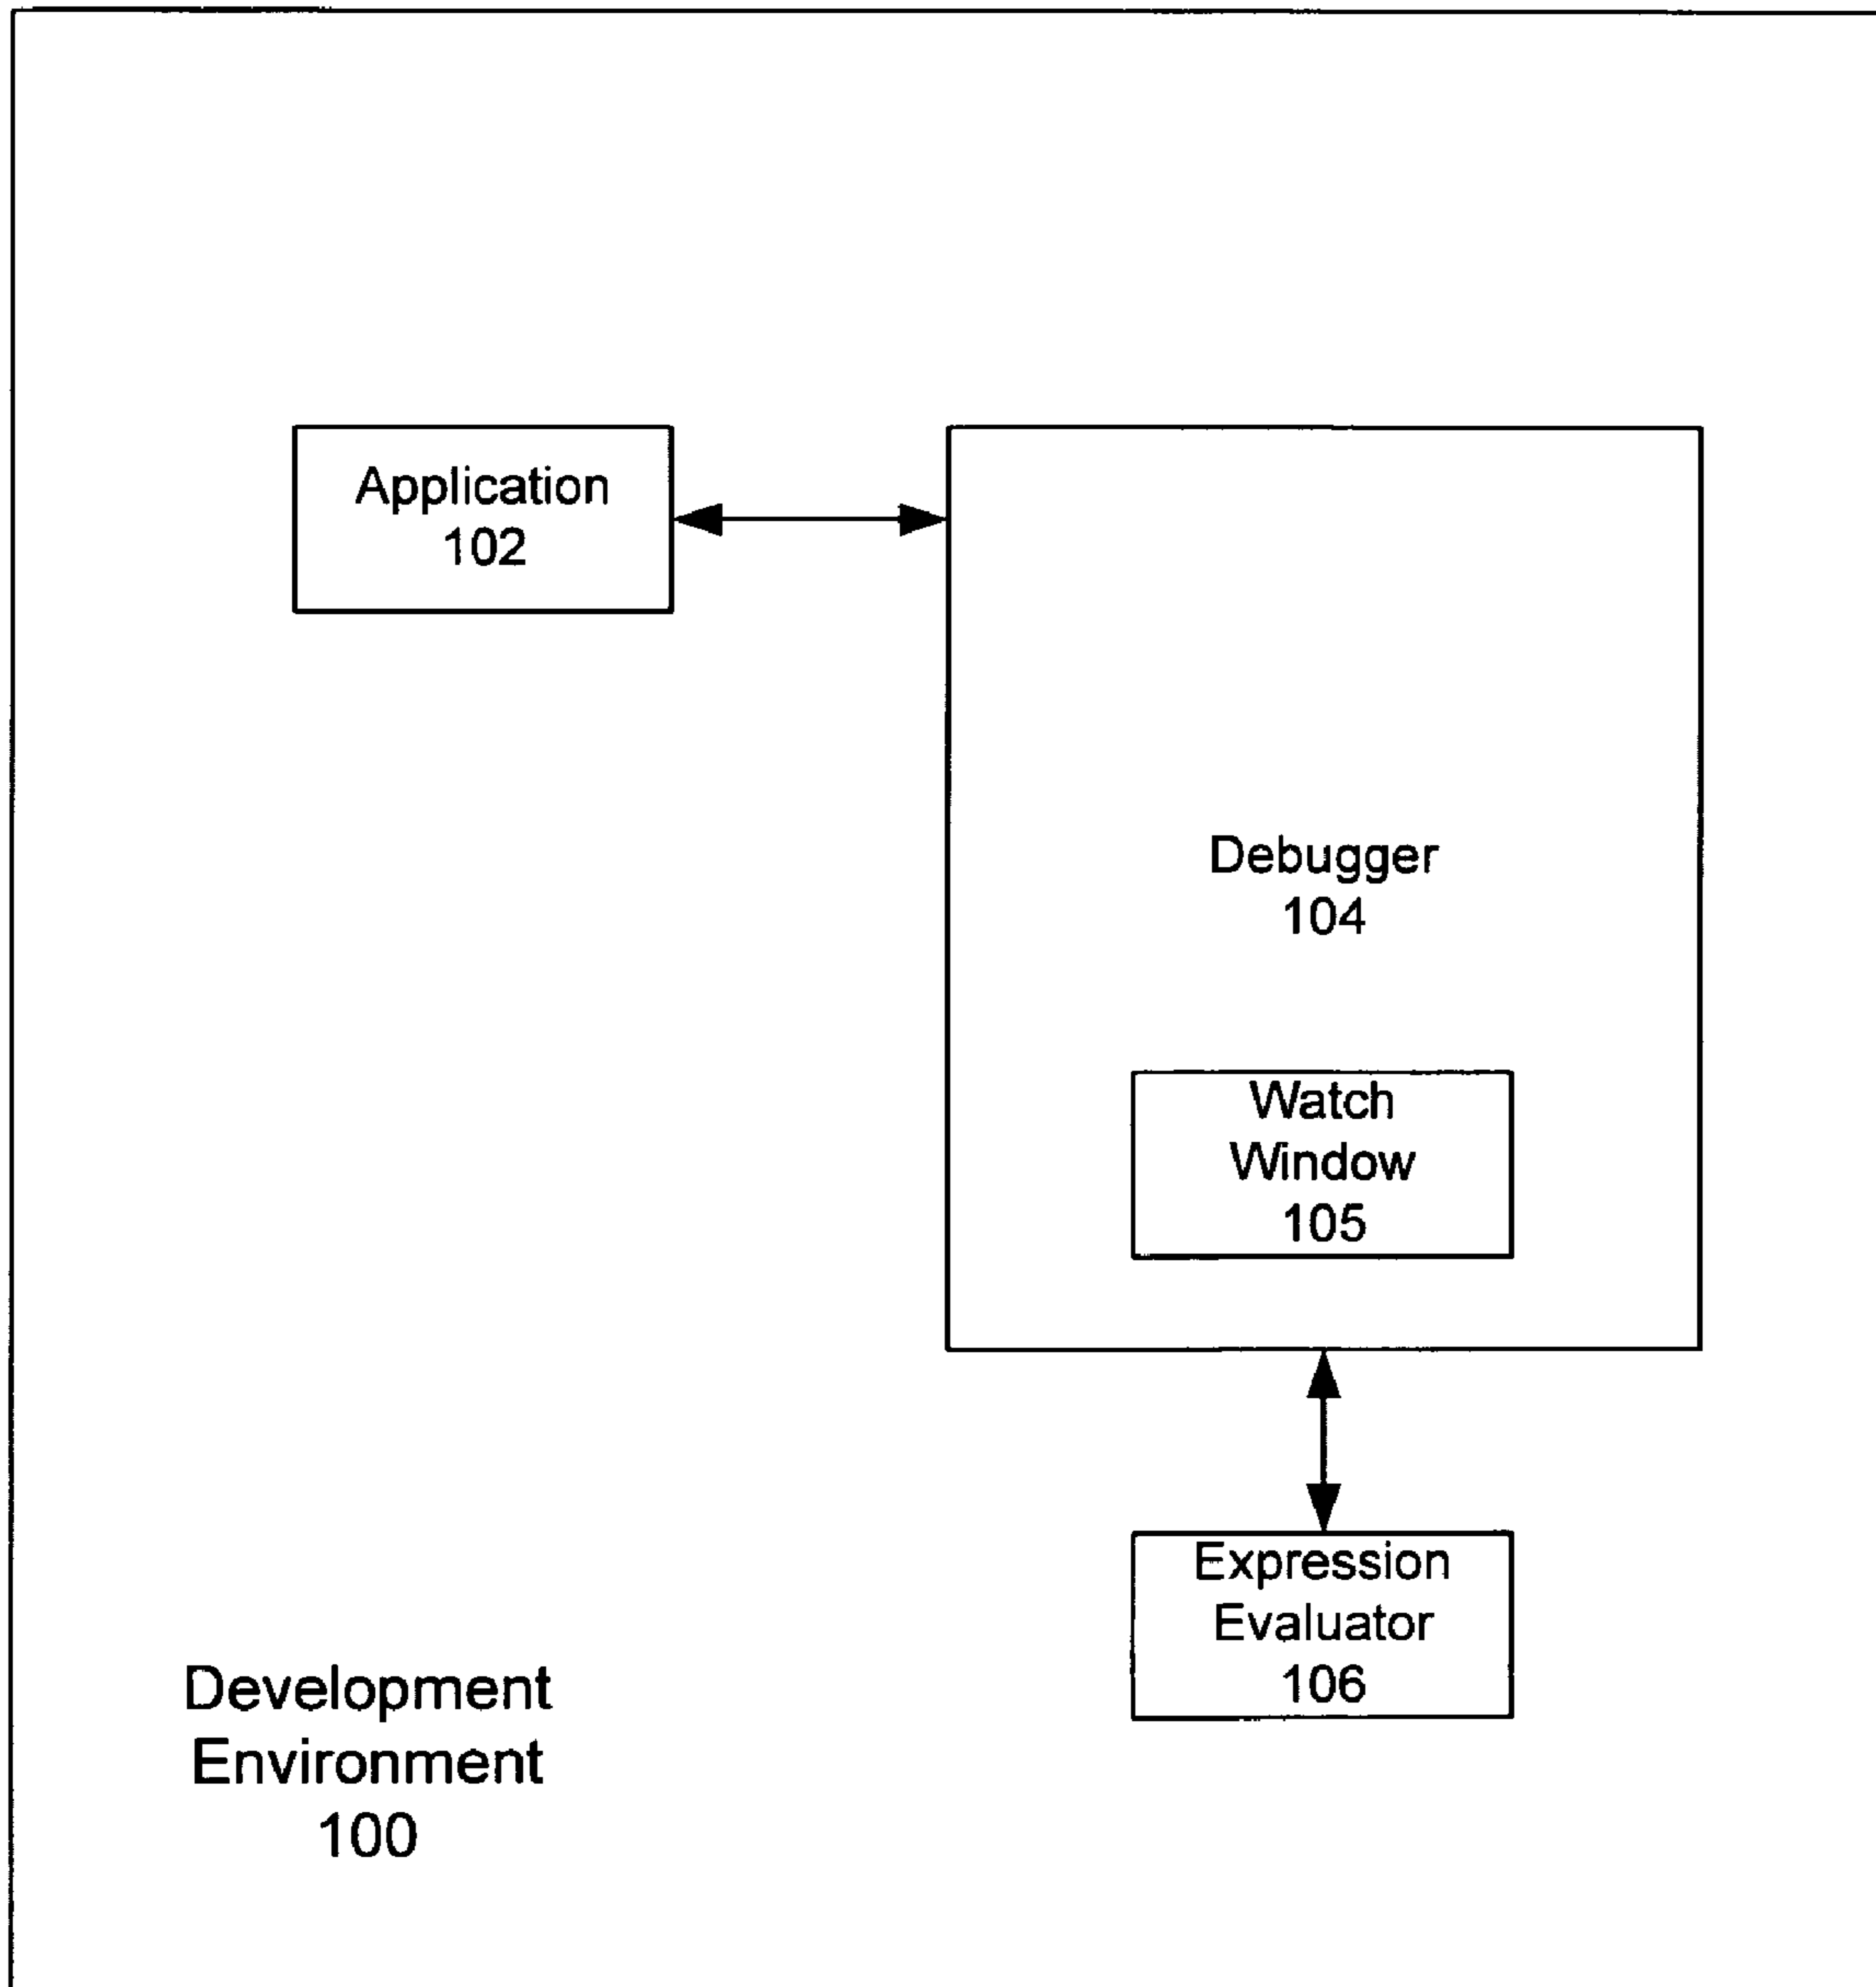 Application
102
Debugger
104
Watch
Window
105
Expression
Evaluator
106
Development
Environment
100